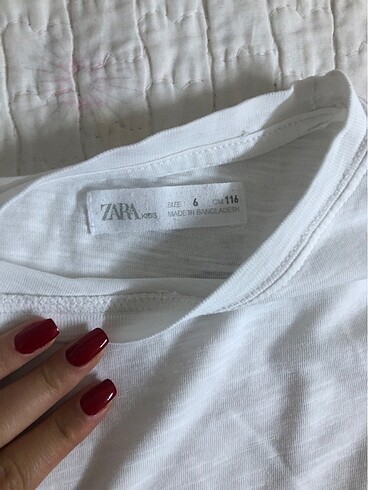 ZARA KIDS SIZE 6 CM 116
MADE IN BANGLADESH